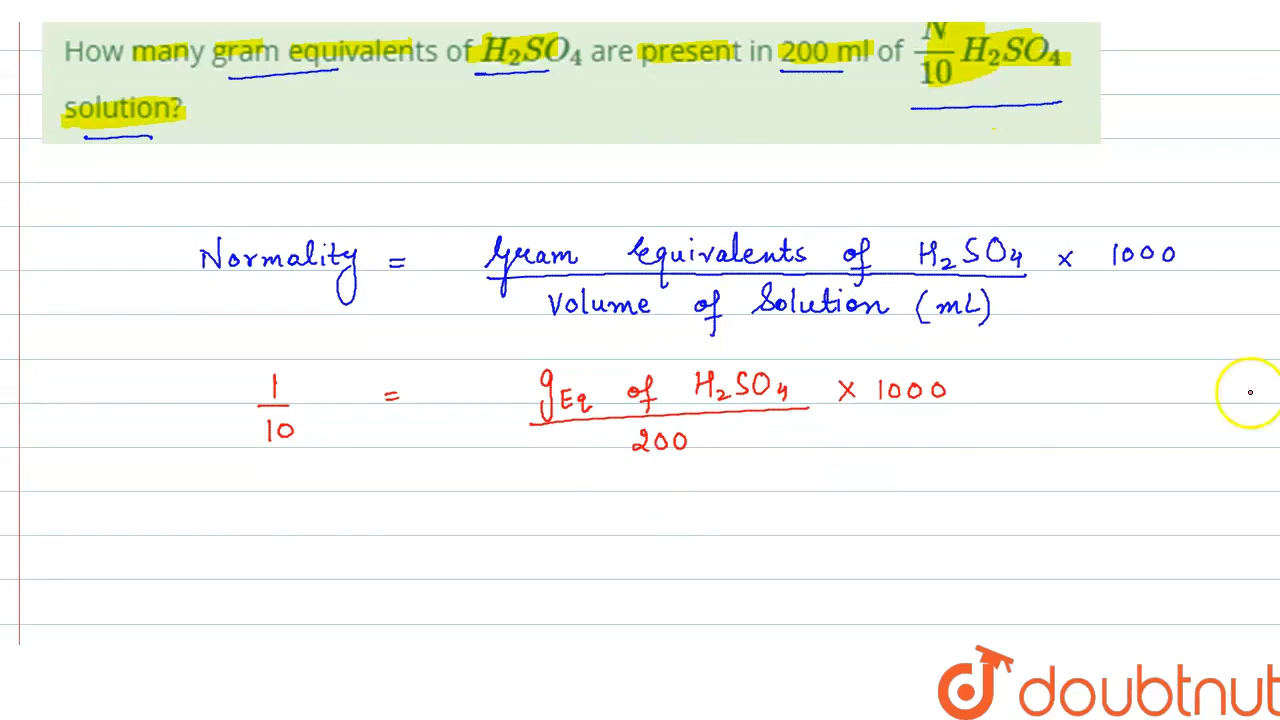 How many gram equivalents of H₂SO₄ are present in 200 ml of N/10 H₂SO₄
solution?
Normality = Gram Equivalents of H₂SO₄ / Volume of Solution (mL) × 1000
1/10 = gEq of H₂SO₄ / 200 × 1000
doubtnut